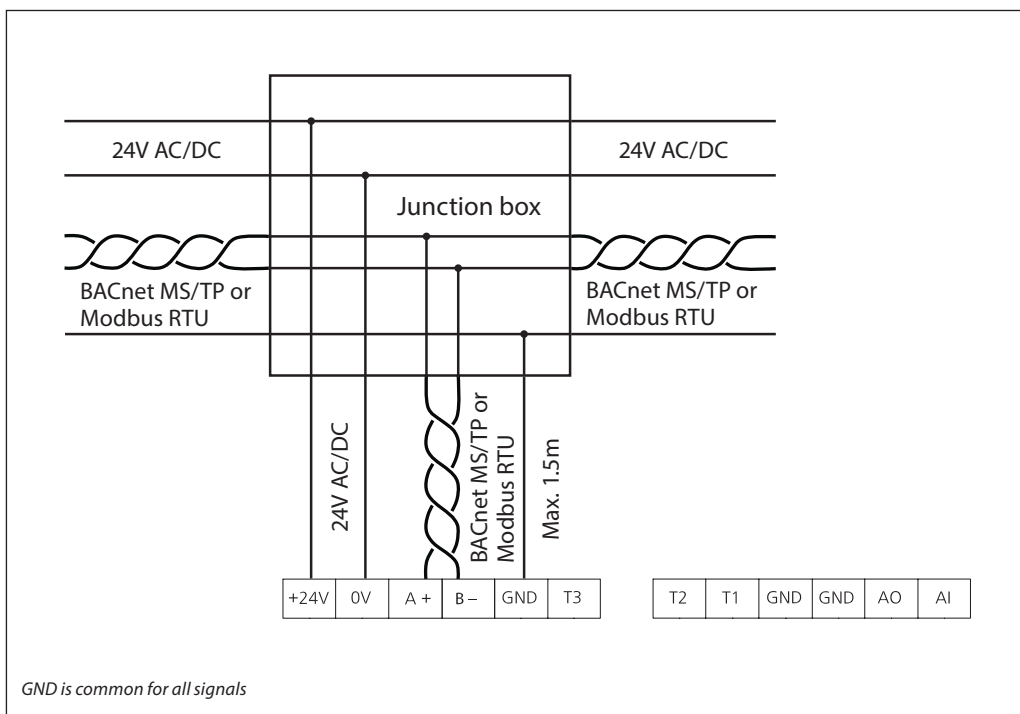 24V AC/DC
24V AC/DC
Junction box
BACnet MS/TP or
Modbus RTU
BACnet MS/TP or
Modbus RTU
24V AC/DC
BACnet MS/TP or
Modbus RTU
Max. 1.5m
+24V 0V A + B – GND T3
T2 T1 GND GND AO AI
GND is common for all signals